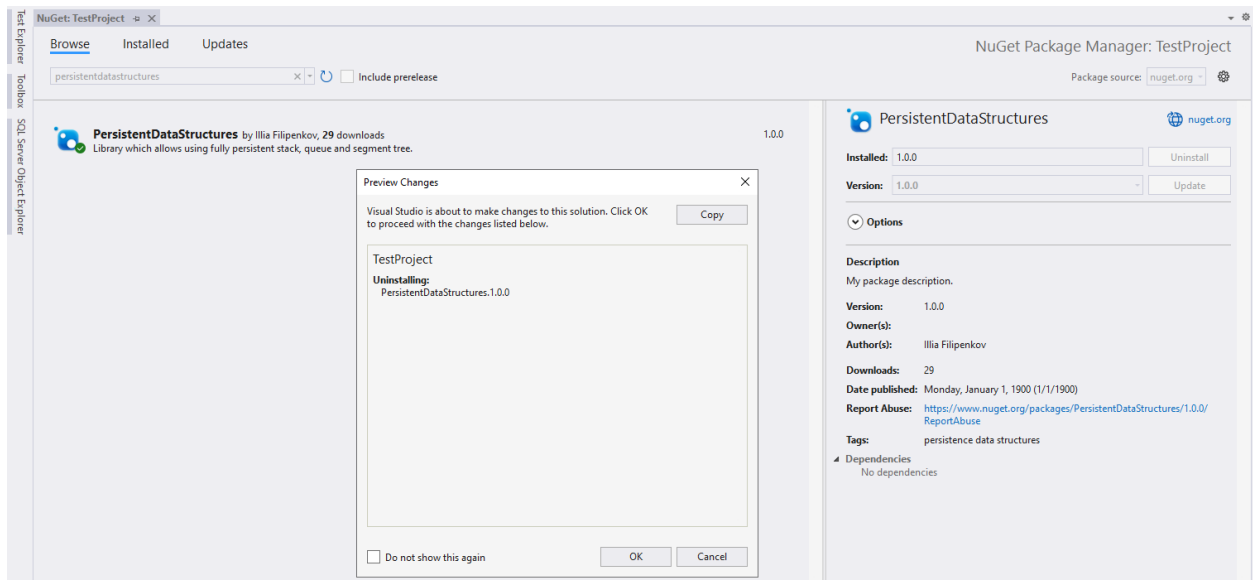 Test Explorer
Toolbox
SQL Server Object Explorer
NuGet: TestProject
Browse Installed Updates
NuGet Package Manager: TestProject
persistentdatastructures
Include prerelease
Package source: nuget.org
PersistentDataStructures by Illia Filipenkov, 29 downloads
1.0.0
Library which allows using fully persistent stack, queue and segment tree.
Preview Changes
Visual Studio is about to make changes to this solution. Click OK
to proceed with the changes listed below.
Copy
TestProject
Uninstalling:
PersistentDataStructures.1.0.0
Do not show this again
OK
Cancel
PersistentDataStructures
nuget.org
Installed: 1.0.0
Uninstall
Version: 1.0.0
Update
Options
Description
My package description.
Version: 1.0.0
Owner(s):
Author(s): Illia Filipenkov
Downloads: 29
Date published: Monday, January 1, 1900 (1/1/1900)
Report Abuse: https://www.nuget.org/packages/PersistentDataStructures/1.0.0/
ReportAbuse
Tags: persistence data structures
Dependencies
No dependencies